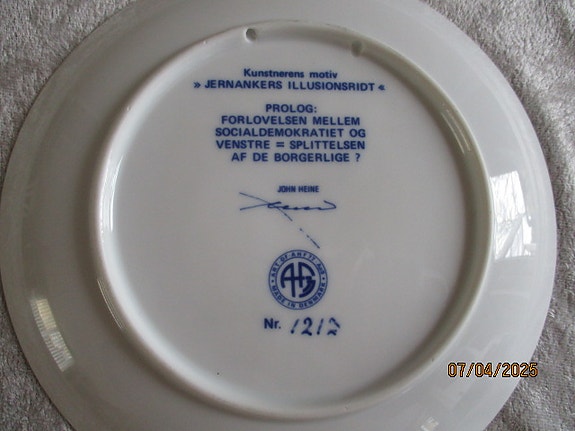 Kunstnerens motiv
» JERNANKERS ILLUSIONSRIDT «
PROLOG:
FORLOVELSEN MELLEM
SOCIALDEMOKRATIET OG
VENSTRE = SPLITTELSEN
AF DE BORGERLIGE ?
JOHN HEINE
MADE IN DENMARK
Nr. 1212
07/04/2025